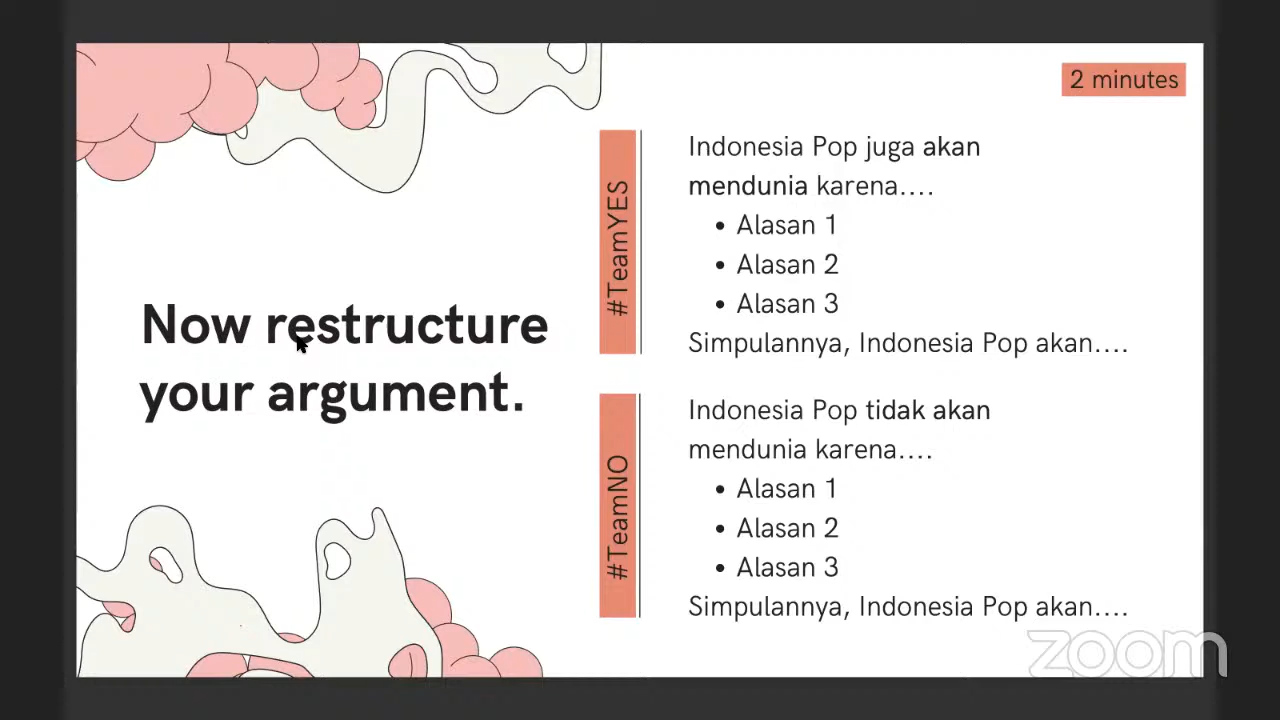 2 minutes
Now restructure
your argument.
#TeamYES
Indonesia Pop juga akan
mendunia karena....
• Alasan 1
• Alasan 2
• Alasan 3
Simpulannya, Indonesia Pop akan....
#TeamNO
Indonesia Pop tidak akan
mendunia karena....
• Alasan 1
• Alasan 2
• Alasan 3
Simpulannya, Indonesia Pop akan....
zoom